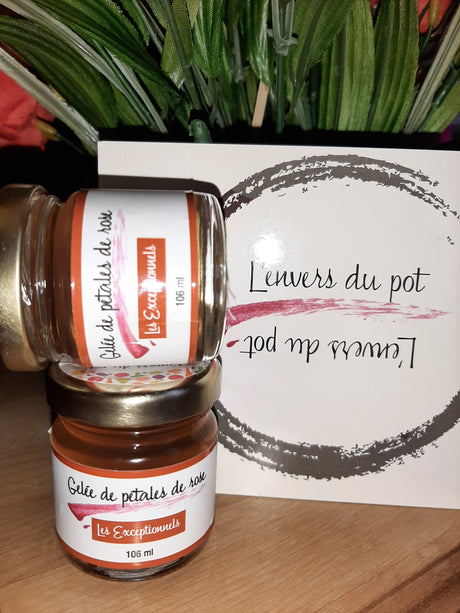 Gelée de pétales de rose
Les Exceptionnels
106 ml
L'envers du pot
L'envers du pot
Gelée de pétales de rose
Les Exceptionnels
106 ml